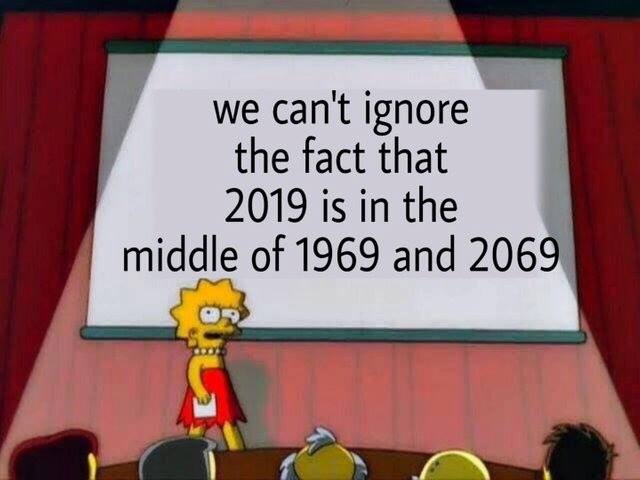 we can't ignore
the fact that
2019 is in the
middle of 1969 and 2069